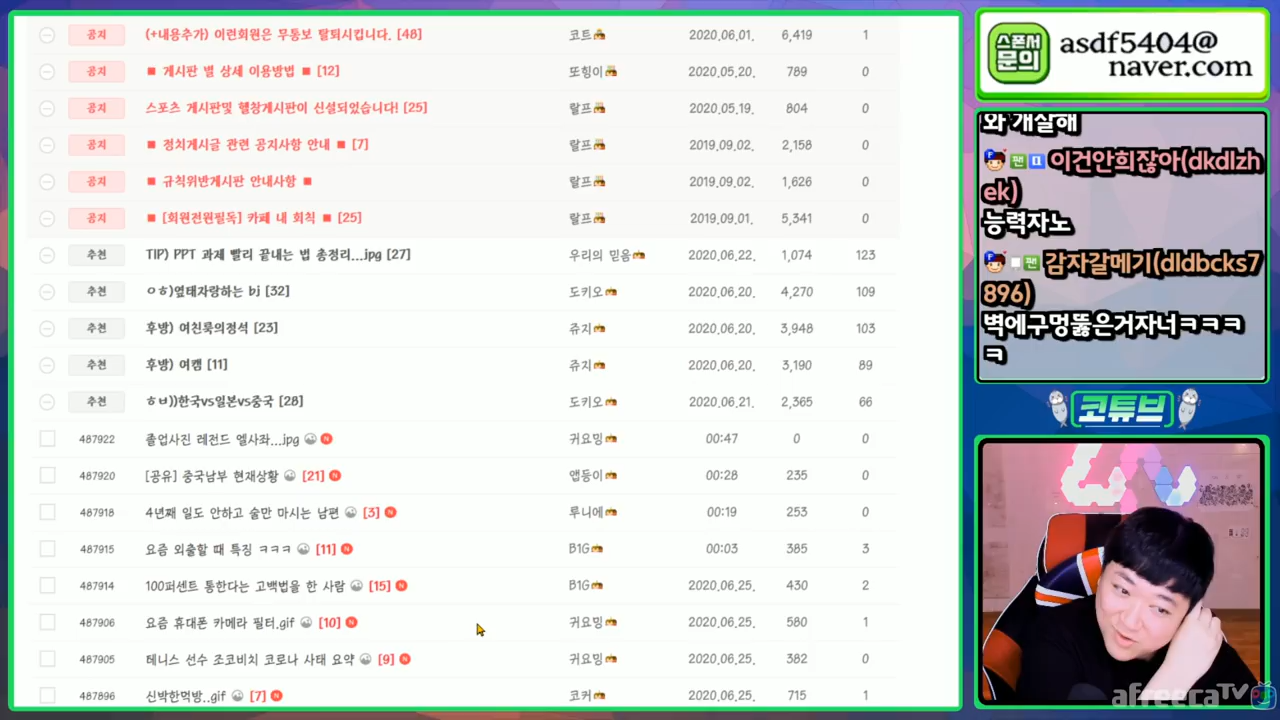 공지 (+내용추가) 이런회원은 무통보 탈퇴시킵니다. [48] 코트 2020.06.01. 6,419 1
공지 ■ 게시판 별 상세 이용방법 ■ [12] 또힝이 2020.05.20. 789 0
공지 스포츠 게시판및 헬창게시판이 신설되었습니다! [25] 랄프 2020.05.19. 804 0
공지 ■ 정치게시글 관련 공지사항 안내 ■ [7] 랄프 2019.09.02. 2,158 0
공지 ■ 규칙위반게시판 안내사항 ■ 랄프 2019.09.02. 1,626 0
공지 ■ [회원전원필독] 카페 내 회칙 ■ [25] 랄프 2019.09.01. 5,341 0
추천 TIP) PPT 과제 빨리 끝내는 법 총정리...jpg [27] 우리의 믿음 2020.06.22. 1,074 123
추천 ㅇㅎ)옆태자랑하는 bj [32] 도키오 2020.06.20. 4,270 109
추천 후방) 여친룩의정석 [23] 쥬지 2020.06.20. 3,948 103
추천 후방) 여캠 [11] 쥬지 2020.06.20. 3,190 89
추천 ㅎㅂ))한국vs일본vs중국 [28] 도키오 2020.06.21. 2,365 66
487922 졸업사진 레전드 엘사좌...jpg N 귀요밍 00:47 0 0
487920 [공유] 중국남부 현재상황 [21] N 앱등이 00:28 235 0
487918 4년째 일도 안하고 술만 마시는 남편 [3] N 루니에 00:19 253 0
487915 요즘 외출할 때 특징 ㅋㅋㅋ [11] N B1G 00:03 385 3
487914 100퍼센트 통한다는 고백법을 한 사람 [15] N B1G 2020.06.25. 430 2
487906 요즘 휴대폰 카메라 필터.gif [10] N 귀요밍 2020.06.25. 580 1
487905 테니스 선수 조코비치 코로나 사태 요약 [9] N 귀요밍 2020.06.25. 382 0
487896 신박한먹방..gif [7] N 코커 2020.06.25. 715 1
스폰서
문의
asdf5404@
naver.com
와 개살해
팬 이건안희잖아(dkdlzh
ek)
능력자노
팬 감자갈메기(dldbcks7
896)
벽에구멍뚫은거자너ㅋㅋㅋ
ㅋ
코튜브
afreecaTV